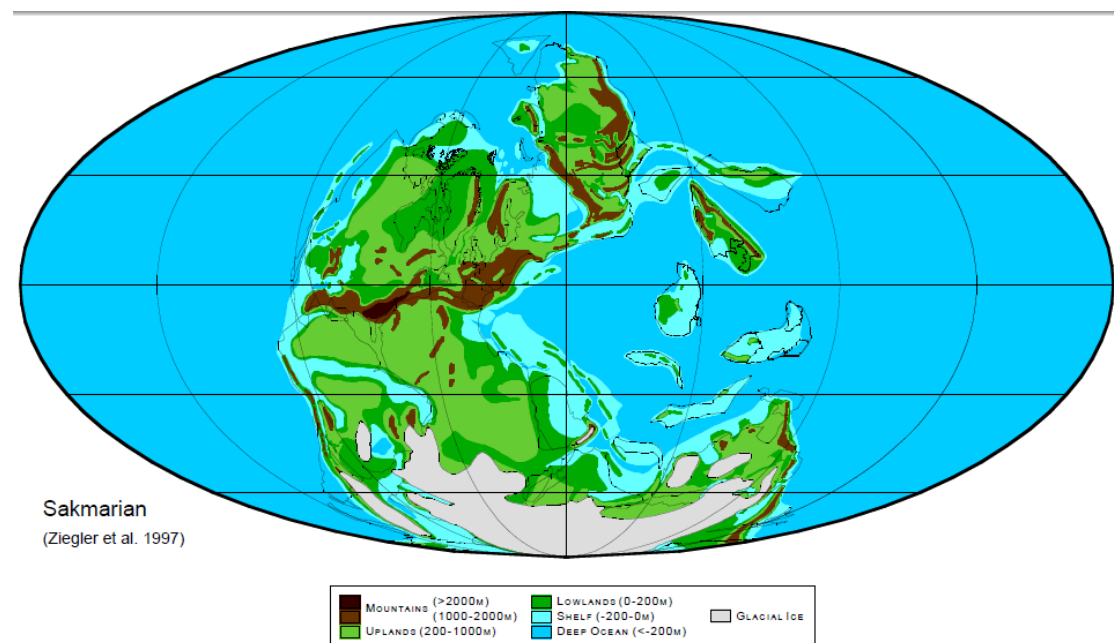 Sakmarian
(Ziegler et al. 1997)
MOUNTAINS (>2000M)
(1000-2000M)
UPLANDS (200-1000M)
LOWLANDS (0-200M)
SHELF (-200-0M)
DEEP OCEAN (<-200M)
GLACIAL ICE